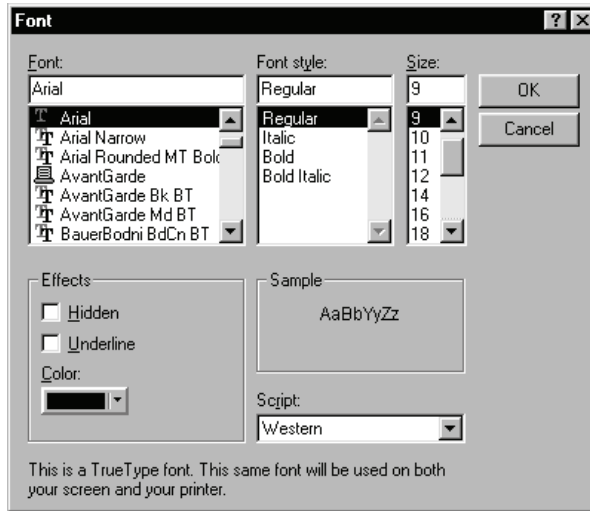 Font
Font:
Arial
Arial
Arial Narrow
Arial Rounded MT Bold
AvantGarde
AvantGarde Bk BT
AvantGarde Md BT
BauerBodni BdCn BT
Font style:
Regular
Regular
Italic
Bold
Bold Italic
Size:
9
9
10
11
12
14
16
18
OK
Cancel
Effects
Hidden
Underline
Color:
Sample
AaBbYyZz
Script:
Western
This is a TrueType font. This same font will be used on both
your screen and your printer.